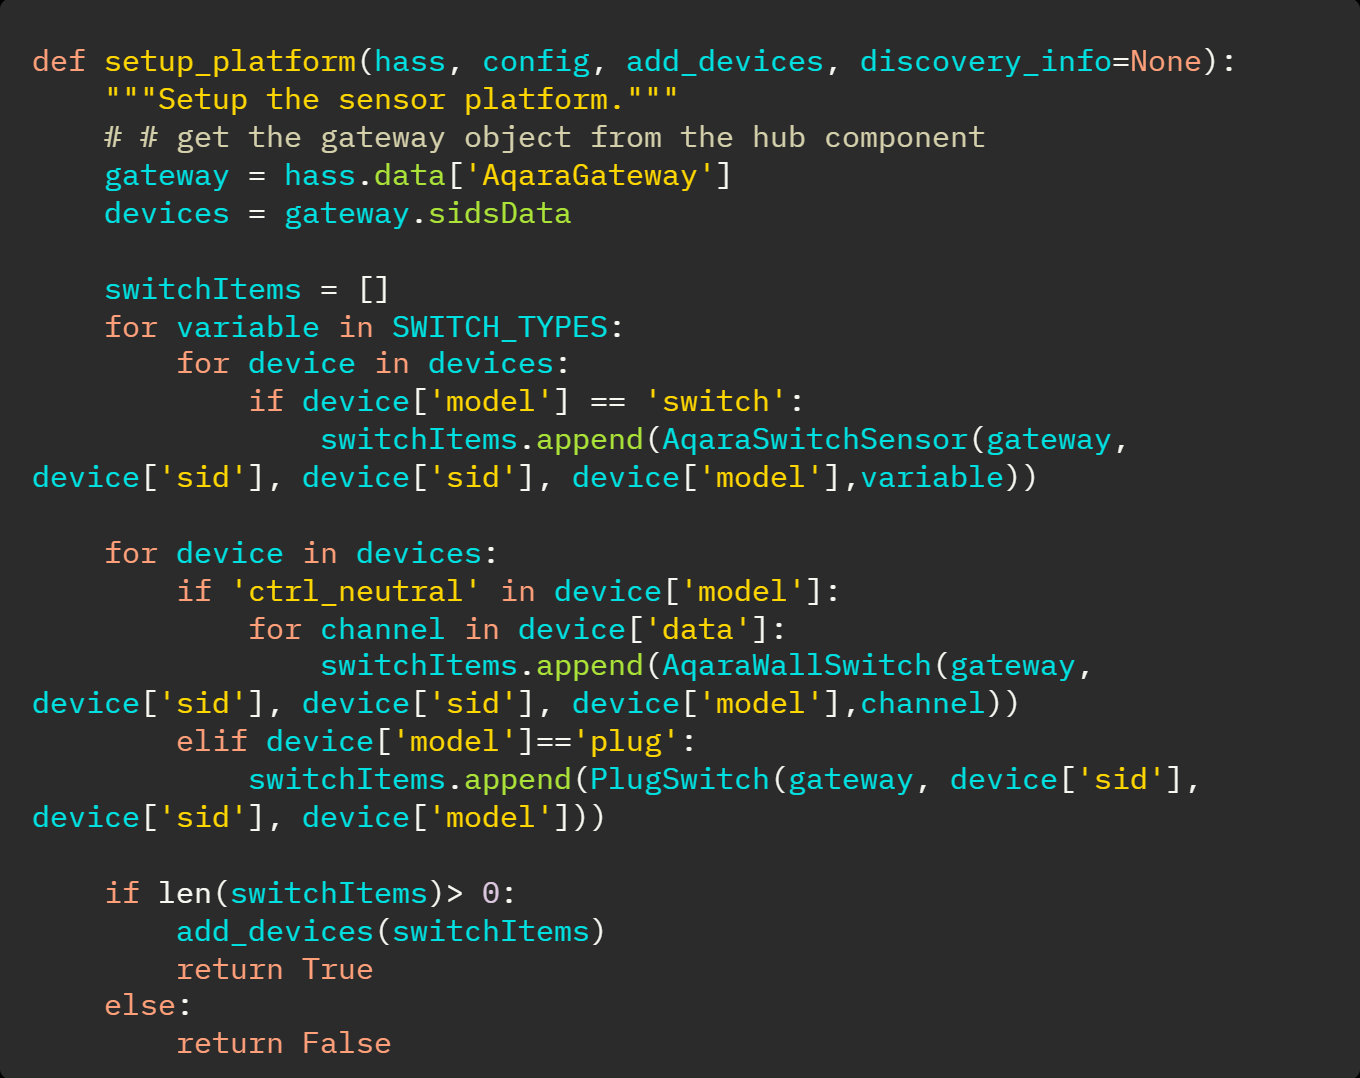 def setup_platform(hass, config, add_devices, discovery_info=None):
    """Setup the sensor platform."""
    # # get the gateway object from the hub component
    gateway = hass.data['AqaraGateway']
    devices = gateway.sidsData

    switchItems = []
    for variable in SWITCH_TYPES:
        for device in devices:
            if device['model'] == 'switch':
                switchItems.append(AqaraSwitchSensor(gateway,
device['sid'], device['sid'], device['model'],variable))

    for device in devices:
        if 'ctrl_neutral' in device['model']:
            for channel in device['data']:
                switchItems.append(AqaraWallSwitch(gateway,
device['sid'], device['sid'], device['model'],channel))
        elif device['model']=='plug':
            switchItems.append(PlugSwitch(gateway, device['sid'],
device['sid'], device['model']))

    if len(switchItems)> 0:
        add_devices(switchItems)
        return True
    else:
        return False